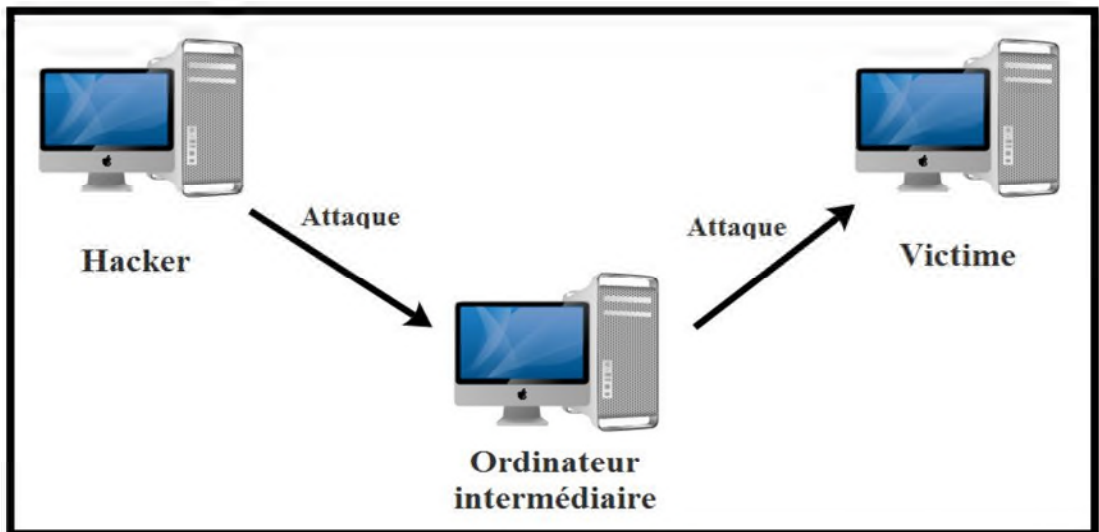 Attaque
Attaque
Hacker
Victime
Ordinateur
intermédiaire